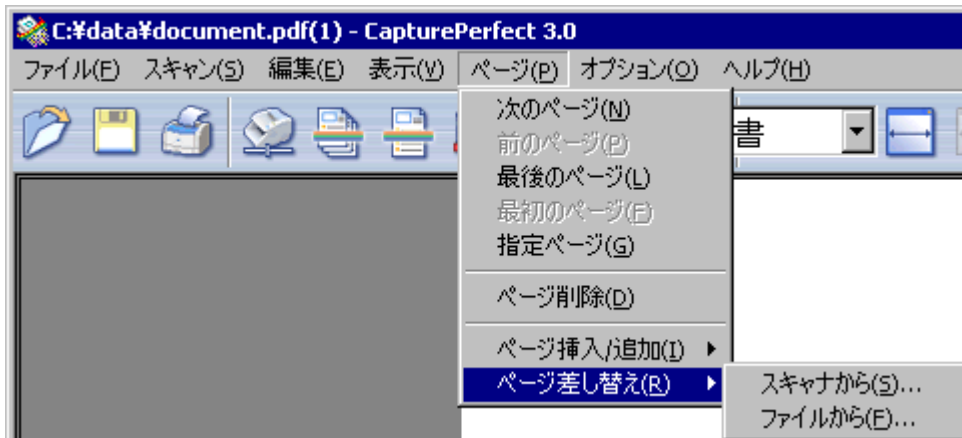 C:¥data¥document.pdf(1) - CapturePerfect 3.0
ファイル(F) スキャン(S) 編集(E) 表示(V) ページ(P) オプション(O) ヘルプ(H)
次のページ(N)
前のページ(P)
書
最後のページ(L)
最初のページ(F)
指定ページ(G)
ページ削除(D)
ページ挿入/追加(I)
ページ差し替え(R)
スキャナから(S)...
ファイルから(F)...